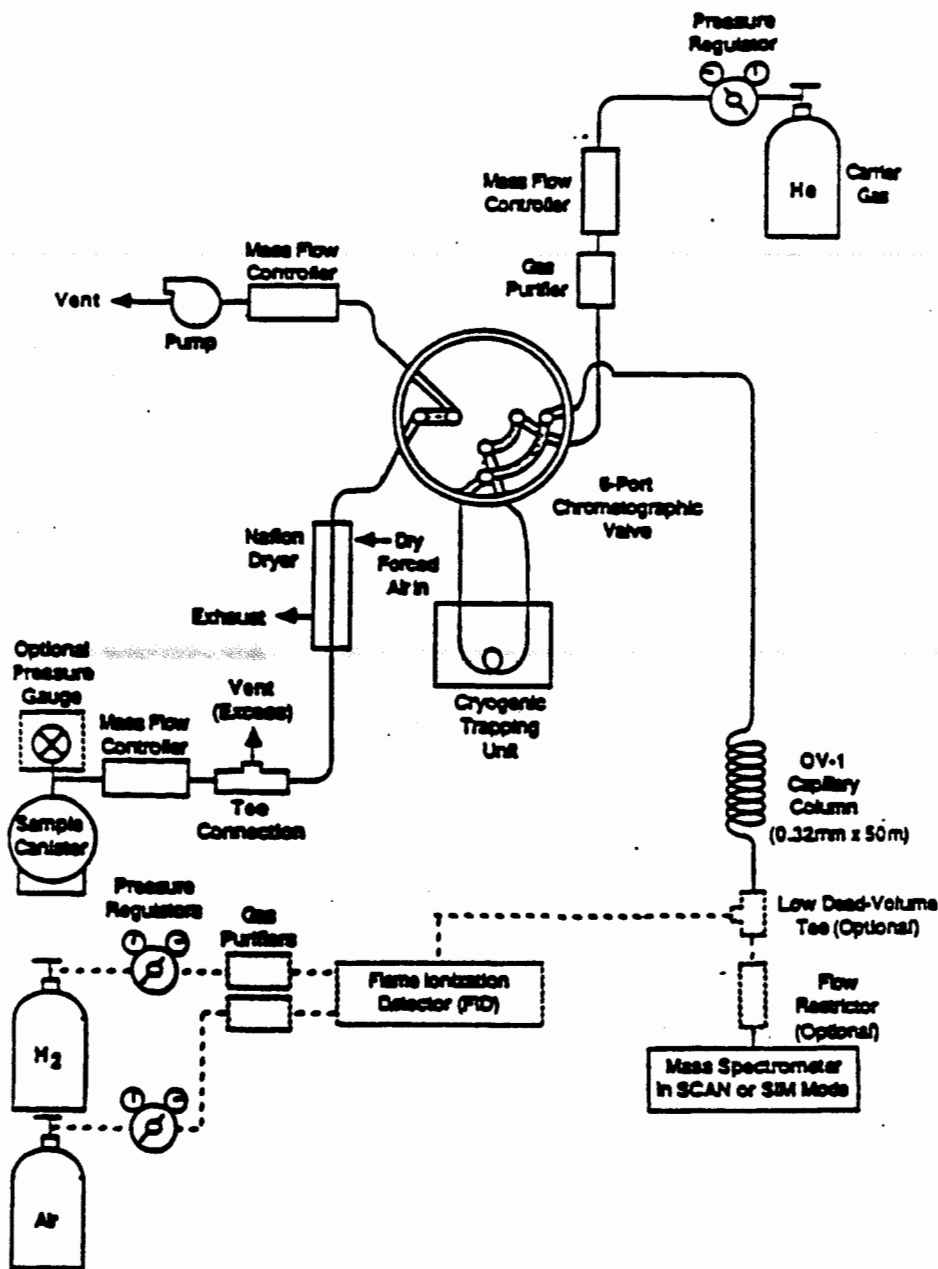 Pressure
Regulator
Mass Flow
Controller
He
Carrier
Gas
Gas
Purifier
Mass Flow
Controller
Vent
Pump
6-Port
Chromatographic
Valve
Nafion
Dryer
Dry
Forced
Air In
Exhaust
Cryogenic
Trapping
Unit
Optional
Pressure
Gauge
Mass Flow
Controller
Vent
(Excess)
Tee
Connection
Sample
Canister
OV-1
Capillary
Column
(0.32mm x 50m)
Low Dead-Volume
Tee (Optional)
Flow
Restrictor
(Optional)
Mass Spectrometer
in SCAN or SIM Mode
Pressure
Regulators
Gas
Purifiers
Flame Ionization
Detector (FID)
H2
Air